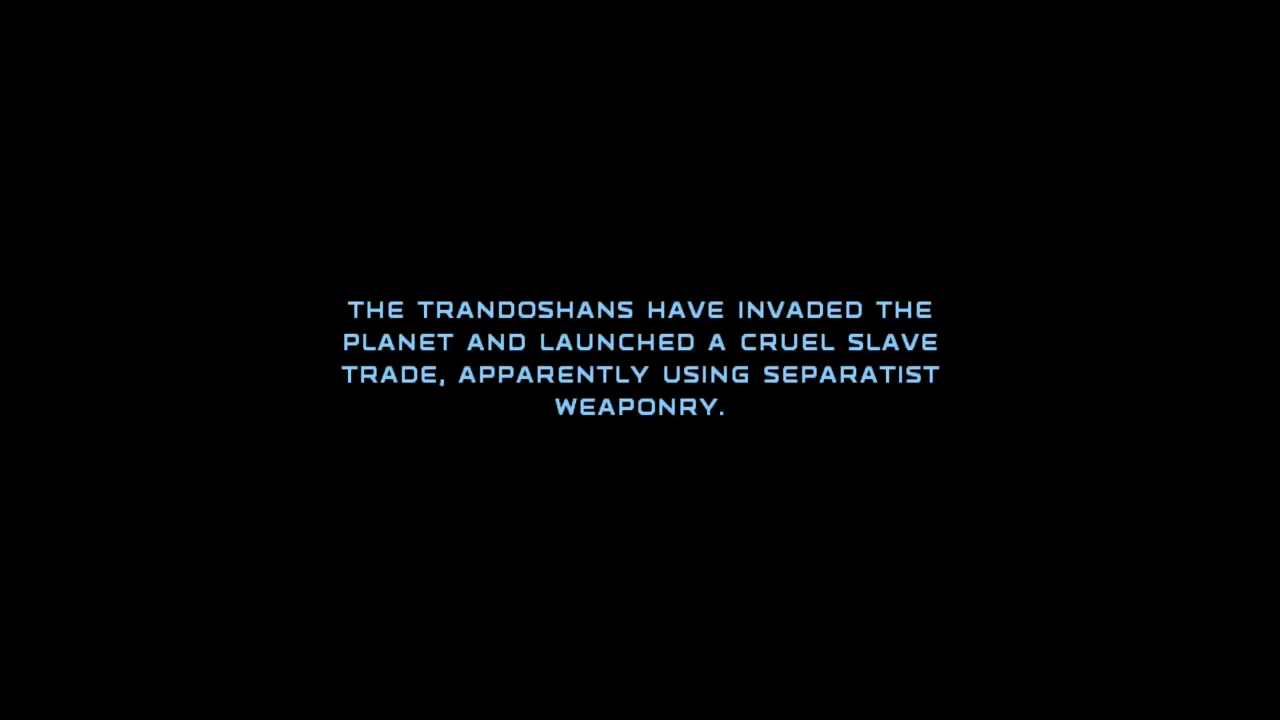 THE TRANDOSHANS HAVE INVADED THE
PLANET AND LAUNCHED A CRUEL SLAVE
TRADE, APPARENTLY USING SEPARATIST
WEAPONRY.